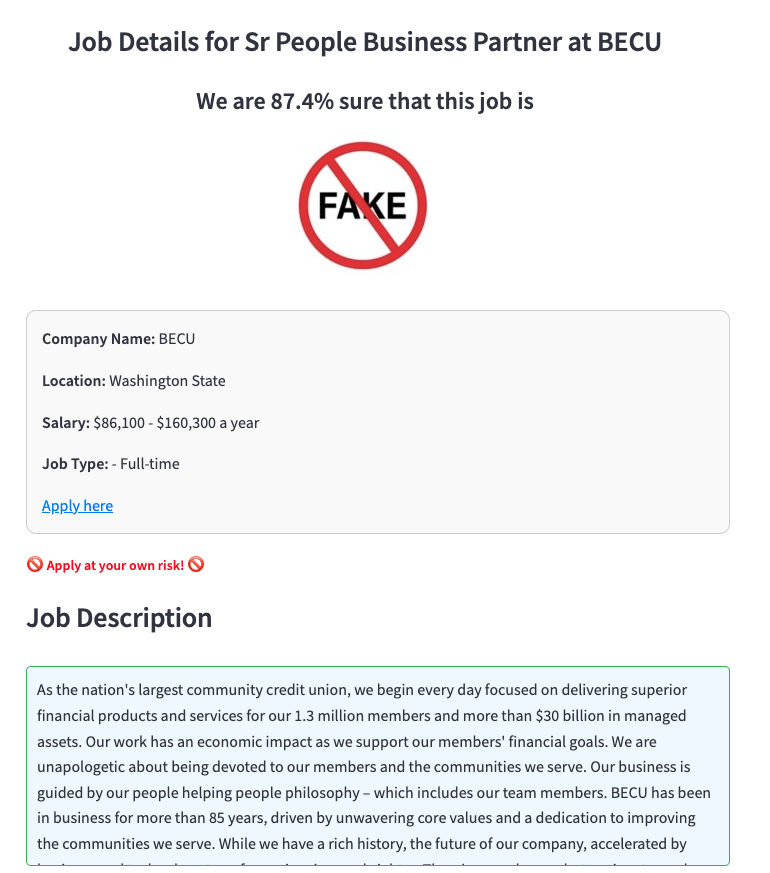 Job Details for Sr People Business Partner at BECU
We are 87.4% sure that this job is
FAKE
Company Name: BECU
Location: Washington State
Salary: $86,100 - $160,300 a year
Job Type: - Full-time
Apply here
🚫 Apply at your own risk! 🚫
Job Description
As the nation's largest community credit union, we begin every day focused on delivering superior
financial products and services for our 1.3 million members and more than $30 billion in managed
assets. Our work has an economic impact as we support our members' financial goals. We are
unapologetic about being devoted to our members and the communities we serve. Our business is
guided by our people helping people philosophy – which includes our team members. BECU has been
in business for more than 85 years, driven by unwavering core values and a dedication to improving
the communities we serve. While we have a rich history, the future of our company, accelerated by